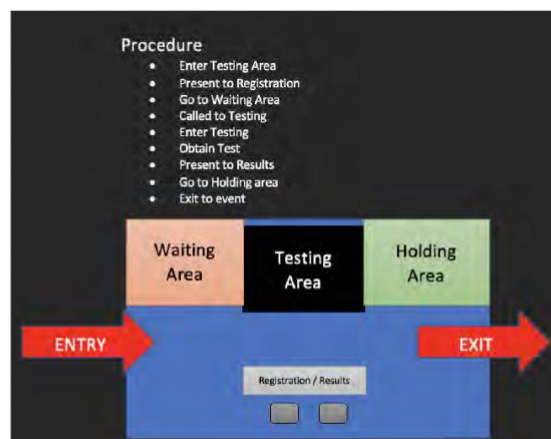 Procedure
• Enter Testing Area
• Present to Registration
• Go to Waiting Area
• Called to Testing
• Enter Testing
• Obtain Test
• Present to Results
• Go to Holding area
• Exit to event
Waiting
Area
Testing
Area
Holding
Area
ENTRY
EXIT
Registration / Results